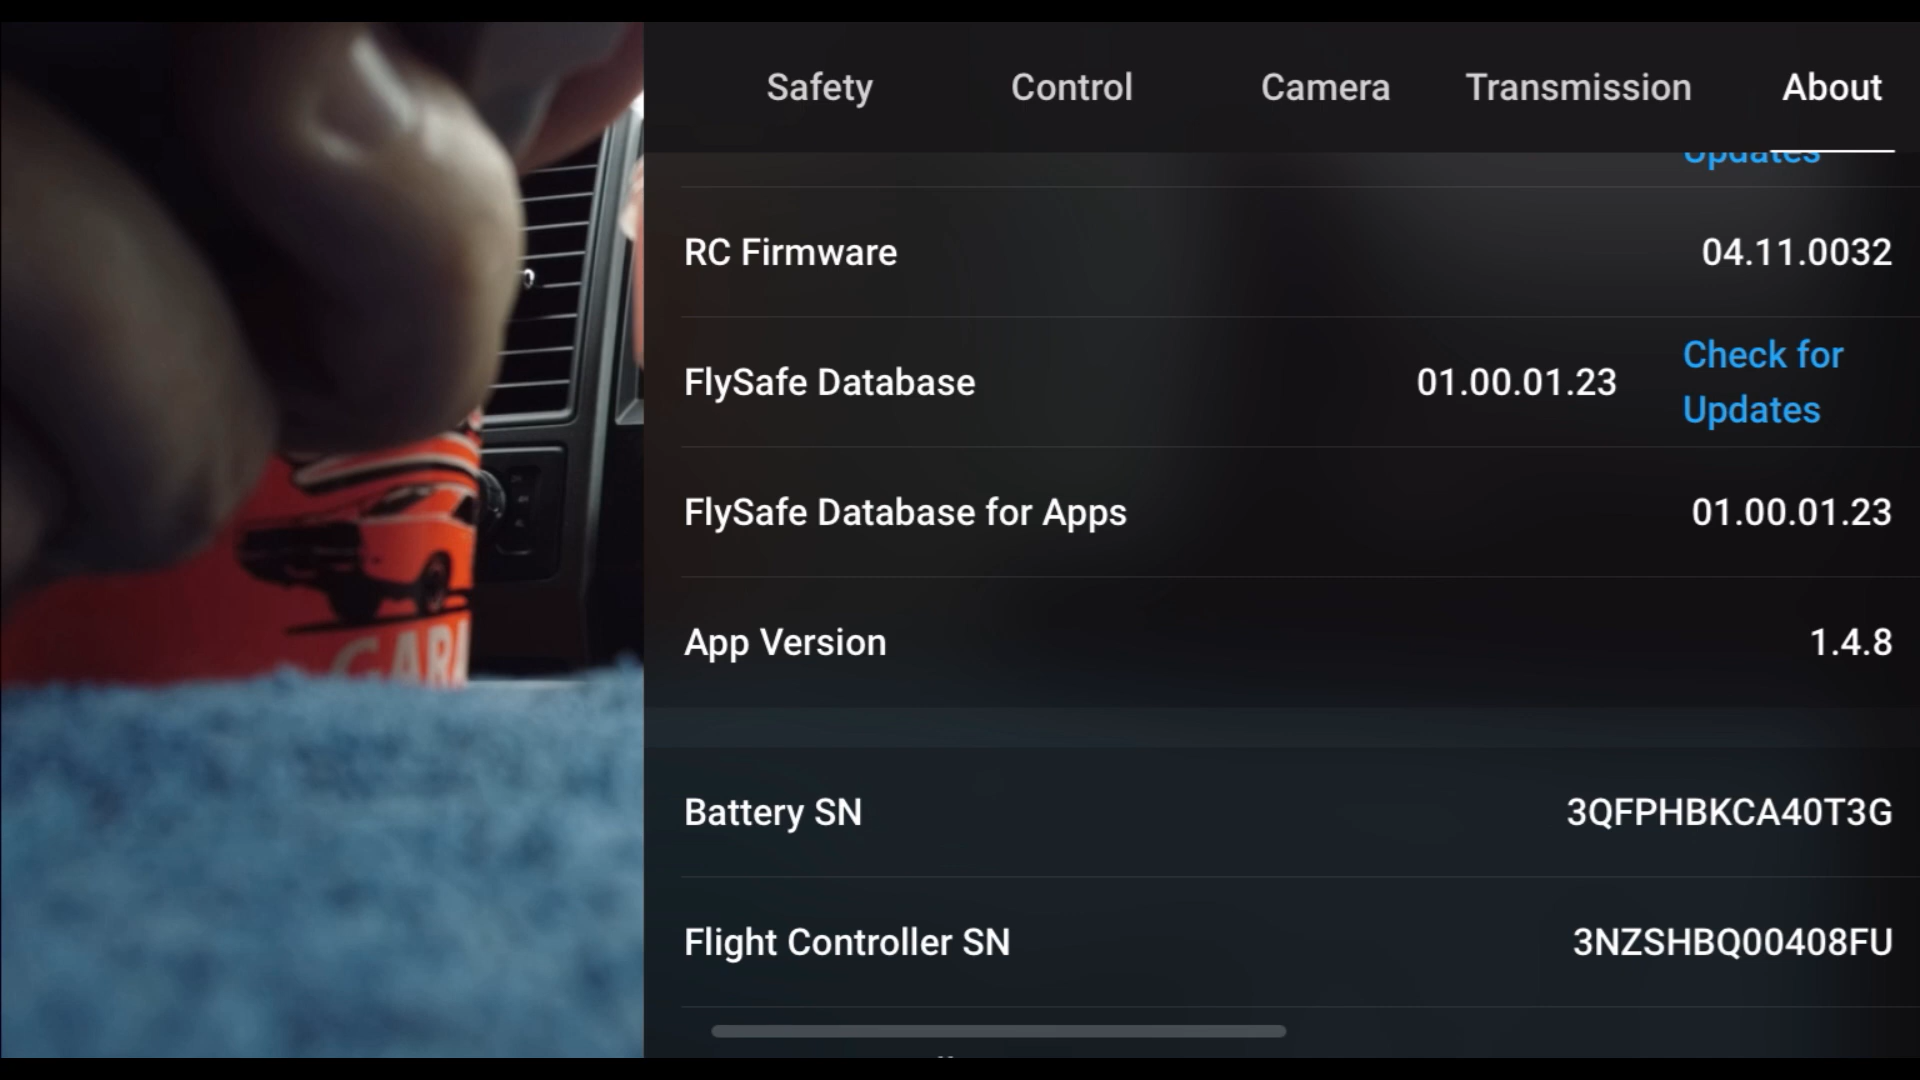 Safety Control Camera Transmission About
Updates
RC Firmware 04.11.0032
FlySafe Database 01.00.01.23 Check for
Updates
FlySafe Database for Apps 01.00.01.23
App Version 1.4.8
Battery SN 3QFPHBKCA40T3G
Flight Controller SN 3NZSHBQ00408FU